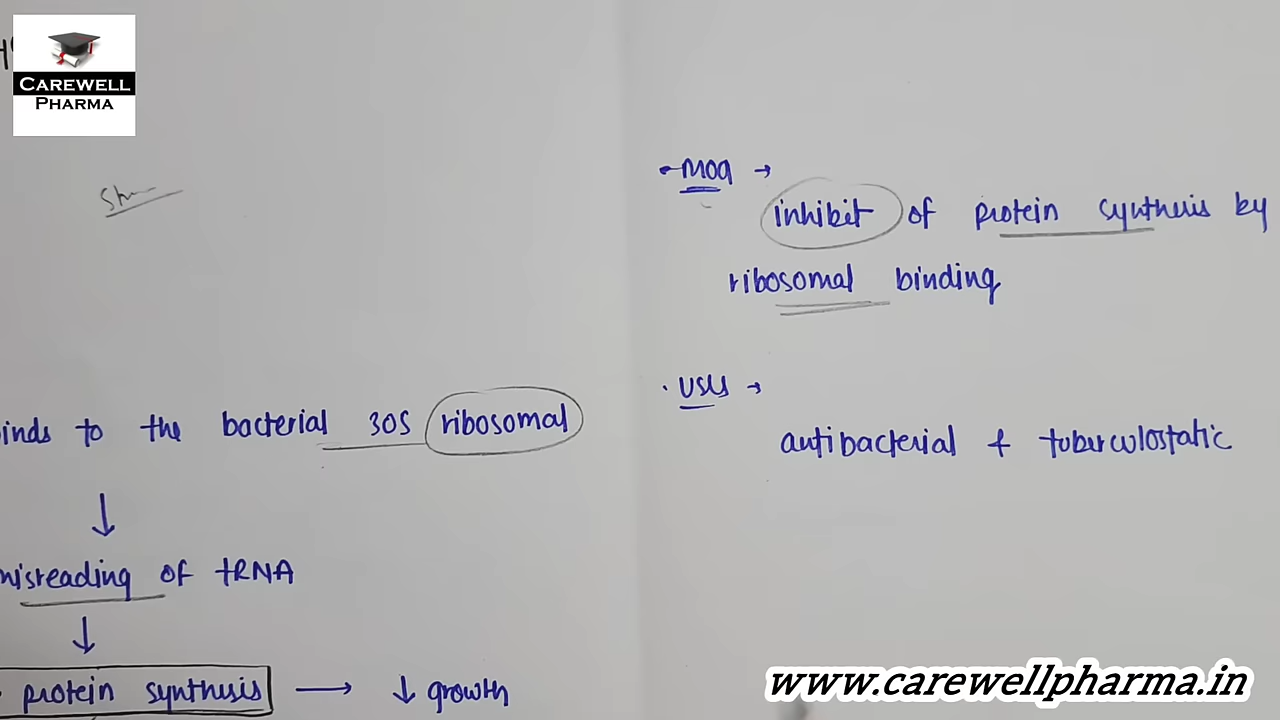 CAREWELL
PHARMA
inds to the bacterial 30S ribosomal
misreading of tRNA
protein synthesis → ↓ growth
• MOA →
inhibit of protein synthesis by
ribosomal binding
• uses →
antibacterial + tuberculostatic
www.carewellpharma.in